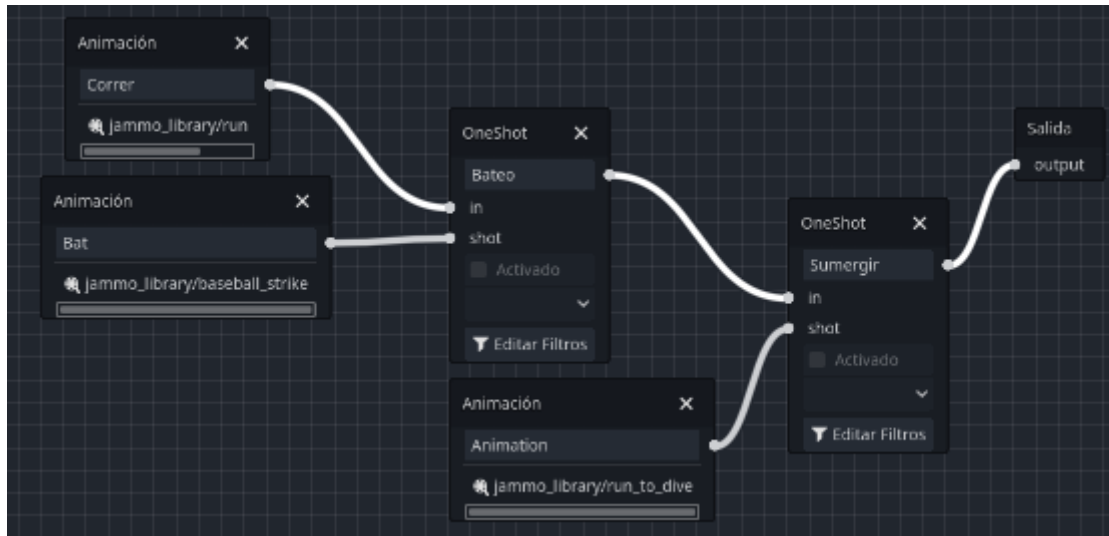 Animación
Correr
jammo_library/run
Animación
Bat
jammo_library/baseball_strike
OneShot
Bateo
in
shot
Activado
Editar Filtros
Animación
Animation
jammo_library/run_to_dive
OneShot
Sumergir
in
shot
Activado
Editar Filtros
Salida
output